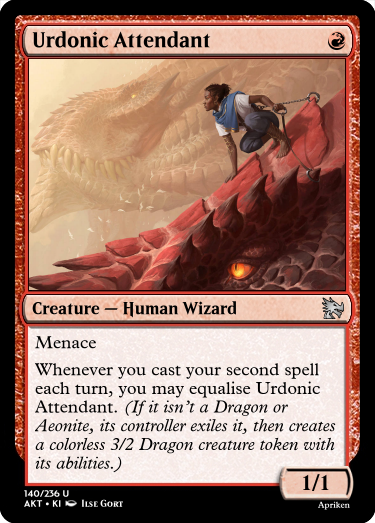 Urdonic Attendant
Creature — Human Wizard
Menace
Whenever you cast your second spell
each turn, you may equalise Urdonic
Attendant. (If it isn't a Dragon or
Aeonite, its controller exiles it, then creates
a colorless 3/2 Dragon creature token with
its abilities.)
1/1
140/236 U
AKT • KI Ilse Gort
Apriken